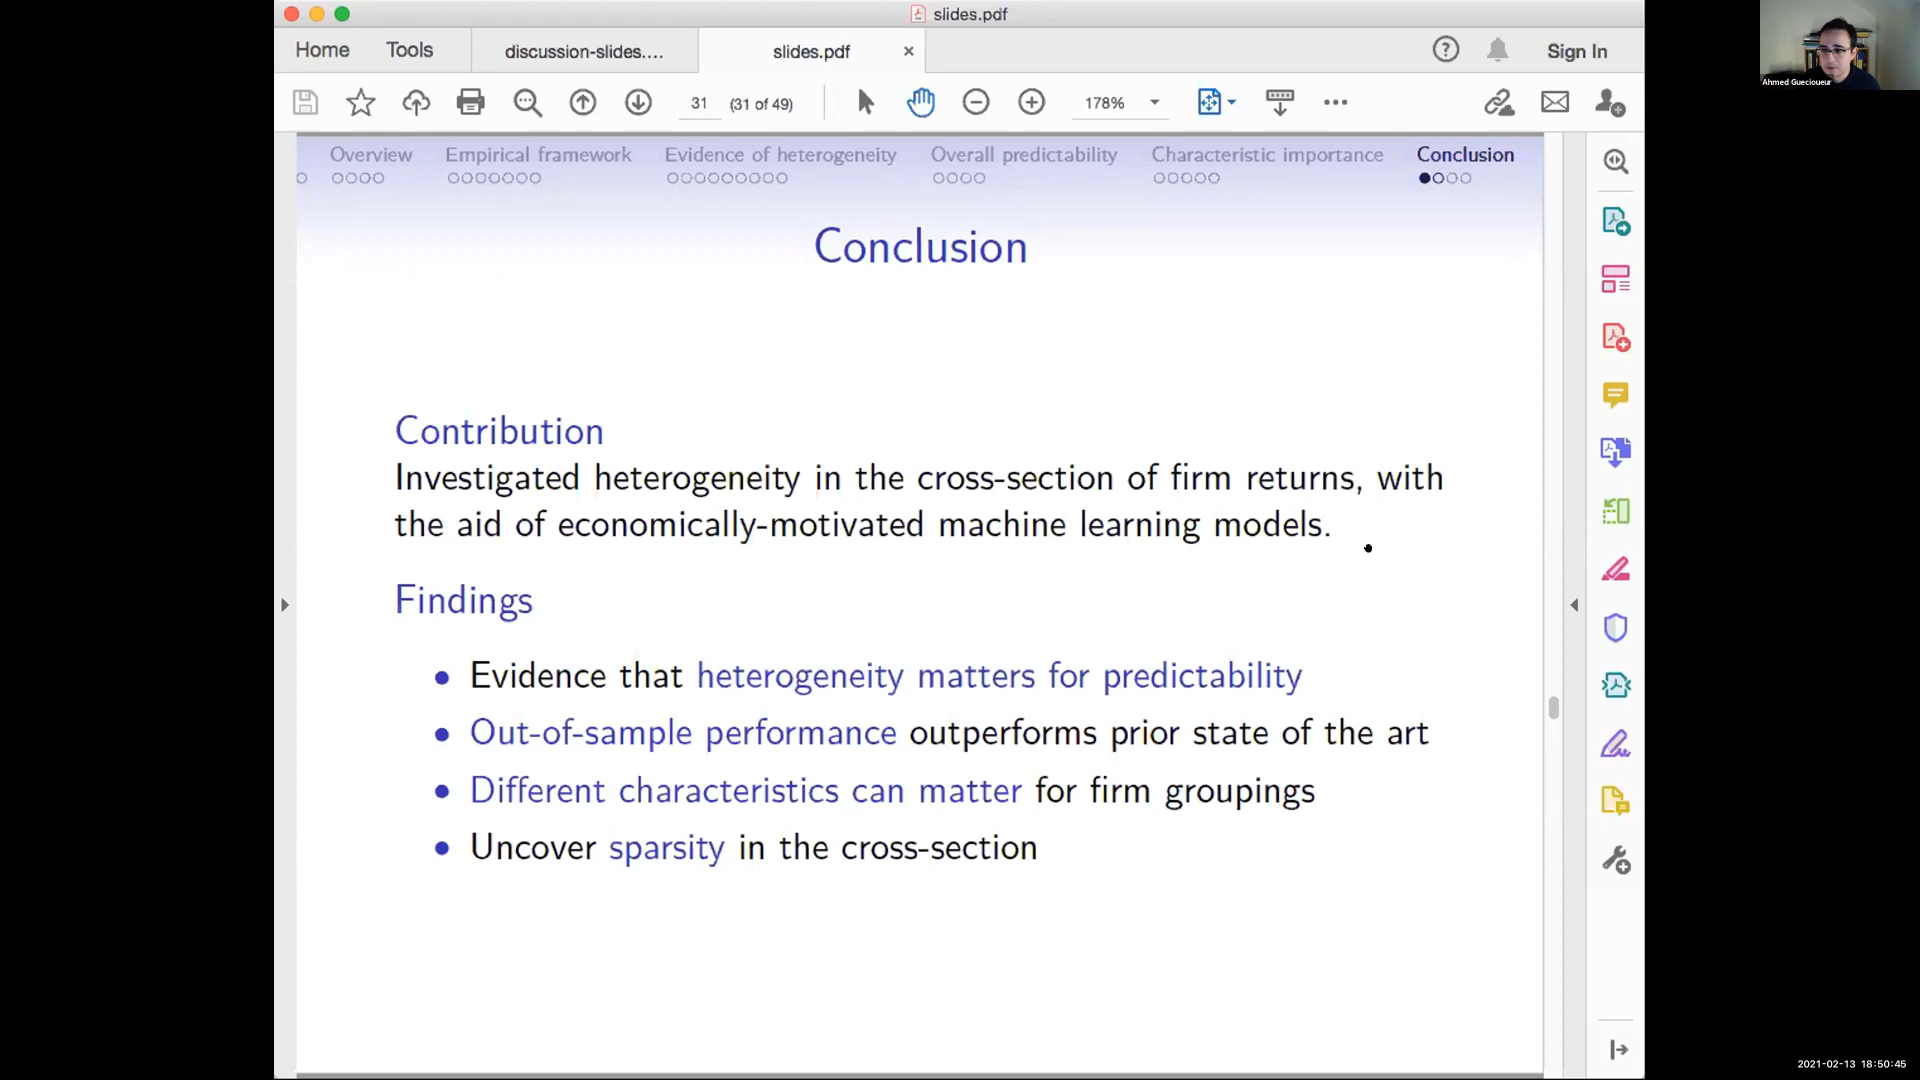 slides.pdf
Home Tools discussion-slides.... slides.pdf Sign In
31 (31 of 49) 178%
Ahmed Guecioueur
Overview Empirical framework Evidence of heterogeneity Overall predictability Characteristic importance Conclusion
Conclusion
Contribution
Investigated heterogeneity in the cross-section of firm returns, with
the aid of economically-motivated machine learning models.
Findings
Evidence that heterogeneity matters for predictability
Out-of-sample performance outperforms prior state of the art
Different characteristics can matter for firm groupings
Uncover sparsity in the cross-section
2021-02-13 18:50:45